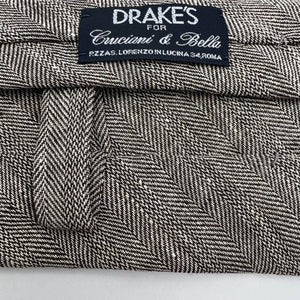 DRAKE'S
FOR
Cruciani & Bella
P.ZZA S. LORENZO IN LUCINA 34, ROMA